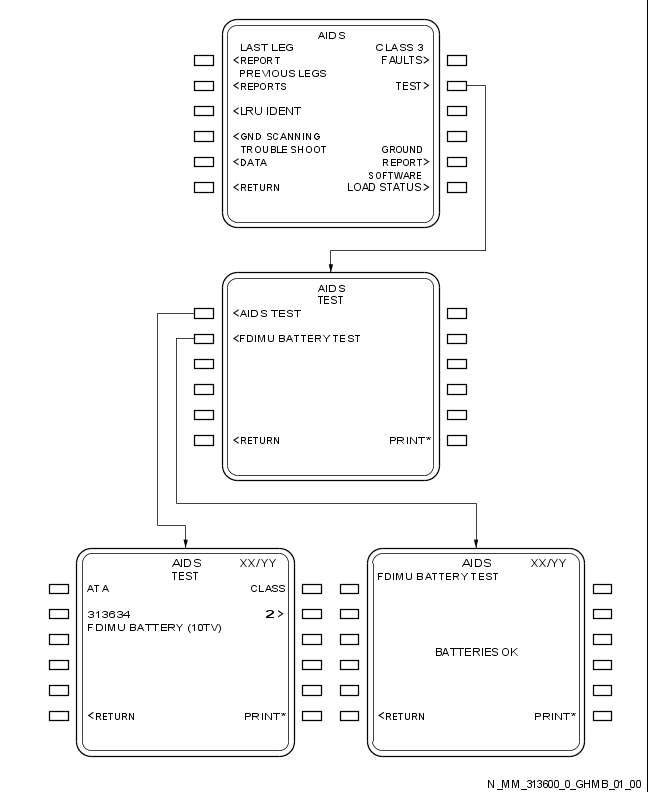 AIDS
LAST LEG CLASS 3
<REPORT FAULTS>
PREVIOUS LEGS
<REPORTS TEST>
<LRU IDENT
<GND SCANNING
TROUBLE SHOOT GROUND
<DATA REPORT>
SOFTWARE
<RETURN LOAD STATUS>
AIDS
TEST
<AIDS TEST
<FDIMU BATTERY TEST
<RETURN PRINT*
AIDS XX/YY
TEST
ATA CLASS
313634 2>
FDIMU BATTERY (10TV)
<RETURN PRINT*
AIDS XX/YY
FDIMU BATTERY TEST
BATTERIES OK
<RETURN PRINT*
N_MM_313600_0_GHMB_01_00